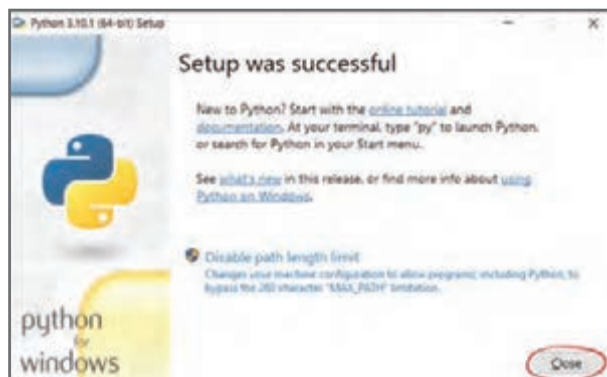 Python 3.10.1 (64-bit) Setup
Setup was successful
New to Python? Start with the online tutorial and
documentation. At your terminal, type "py" to launch Python,
or search for Python in your Start menu.
See what's new in this release, or find more info about using
Python on Windows.
Disable path length limit
Changes your machine configuration to allow programs, including Python, to
bypass the 260 character "MAX_PATH" limitation.
python
for
windows
Close